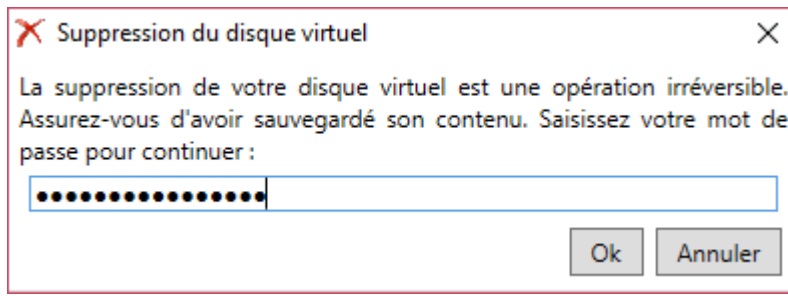 Suppression du disque virtuel
La suppression de votre disque virtuel est une opération irréversible.
Assurez-vous d'avoir sauvegardé son contenu. Saisissez votre mot de
passe pour continuer :
●●●●●●●●●●●●●●●●●
Ok Annuler